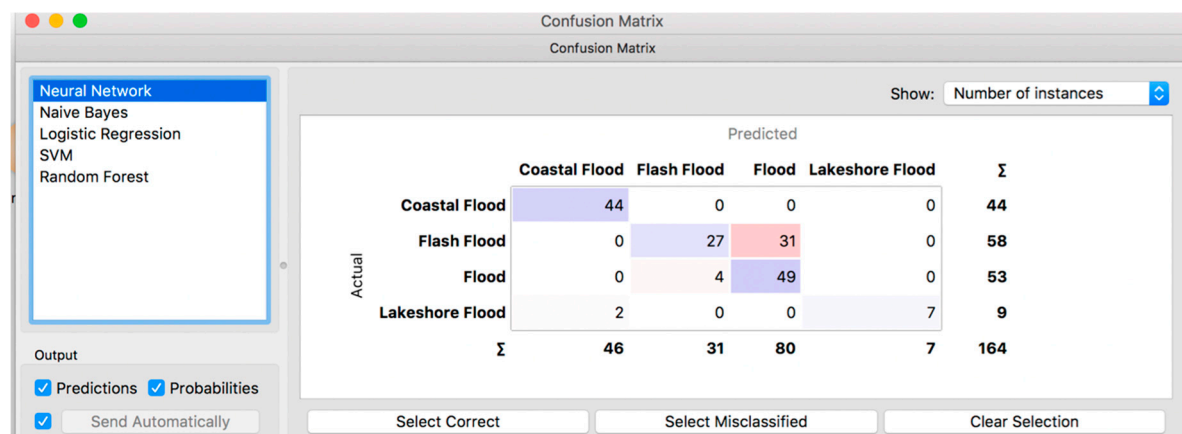 Confusion Matrix
Confusion Matrix
Neural Network
Naive Bayes
Logistic Regression
SVM
Random Forest
Output
Predictions Probabilities
Send Automatically
Show: Number of instances
Predicted
Coastal Flood Flash Flood Flood Lakeshore Flood Σ
Actual
Coastal Flood 44 0 0 0 44
Flash Flood 0 27 31 0 58
Flood 0 4 49 0 53
Lakeshore Flood 2 0 0 7 9
Σ 46 31 80 7 164
Select Correct Select Misclassified Clear Selection